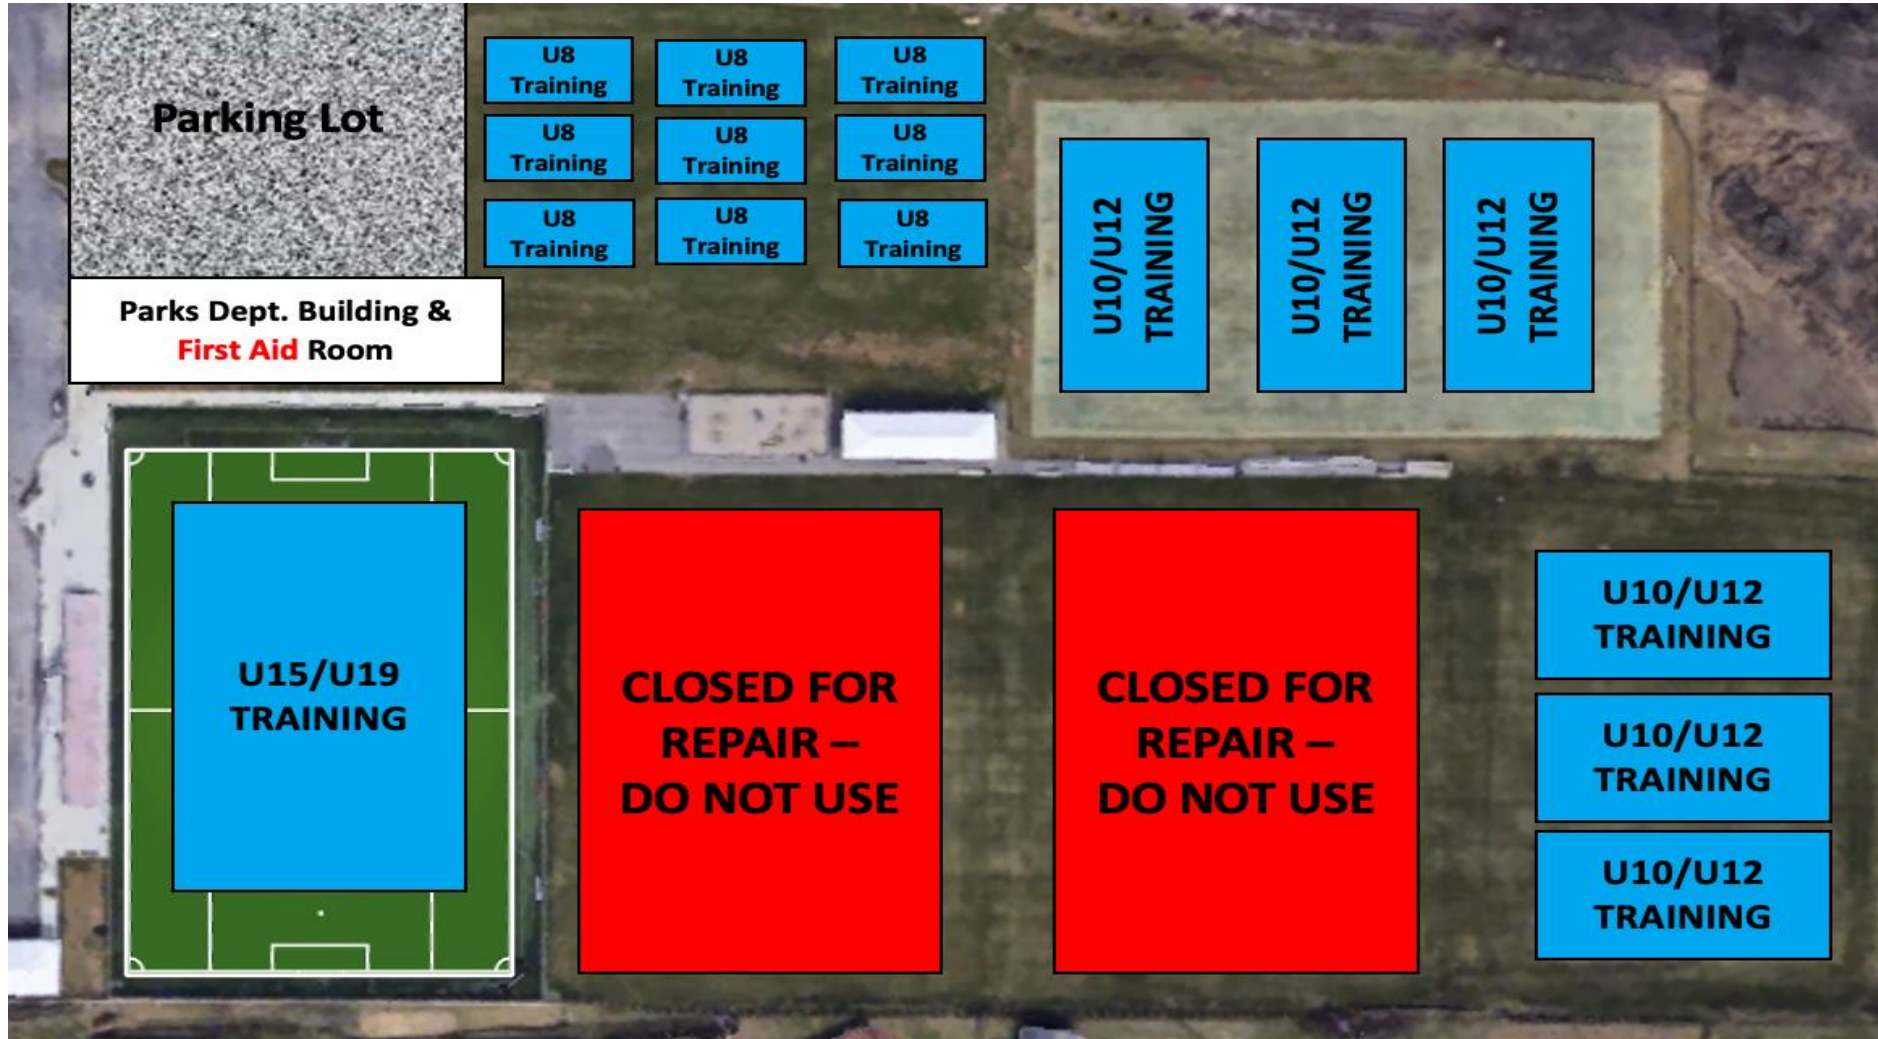 Parking Lot
U8
Training
U8
Training
U8
Training
U8
Training
U8
Training
U8
Training
U8
Training
U8
Training
U8
Training
Parks Dept. Building &
First Aid Room
U10/U12
TRAINING
U10/U12
TRAINING
U10/U12
TRAINING
U15/U19
TRAINING
CLOSED FOR
REPAIR –
DO NOT USE
CLOSED FOR
REPAIR –
DO NOT USE
U10/U12
TRAINING
U10/U12
TRAINING
U10/U12
TRAINING